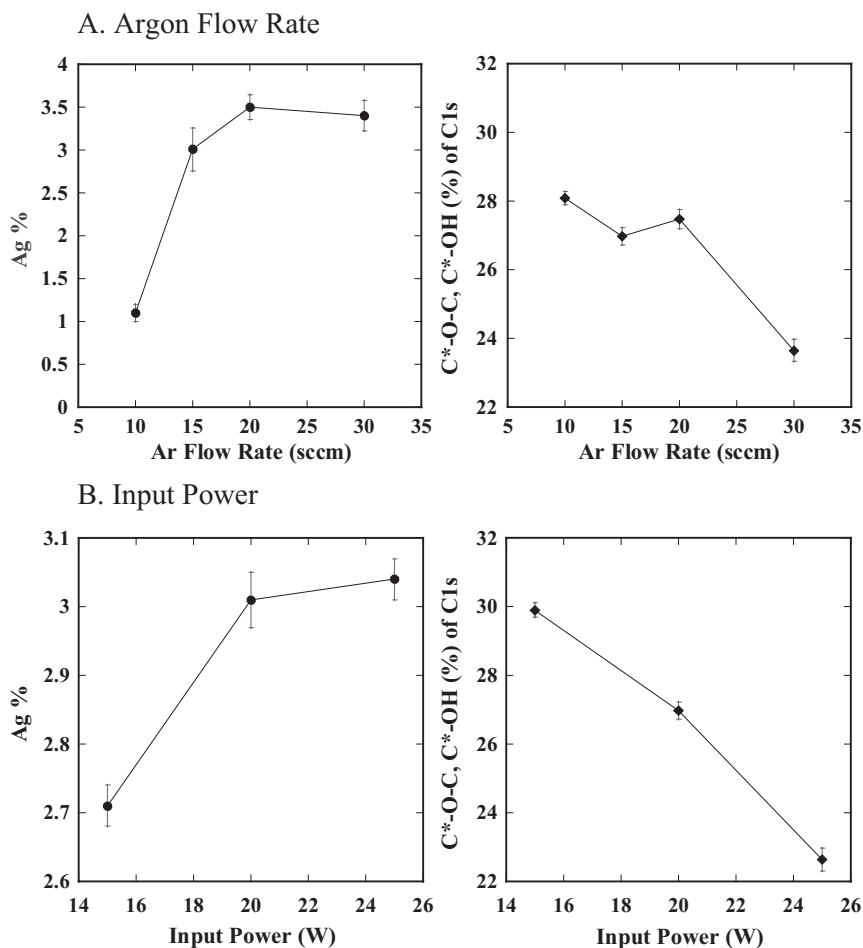 A. Argon Flow Rate
4
3.5
3
2.5
2
1.5
1
0.5
0
Ag %
5 10 15 20 25 30 35
Ar Flow Rate (sccm)
32
30
28
26
24
22
C*-O-C, C*-OH (%) of C1s
5 10 15 20 25 30 35
Ar Flow Rate (sccm)
B. Input Power
3.1
3
2.9
2.8
2.7
2.6
Ag %
14 16 18 20 22 24 26
Input Power (W)
32
30
28
26
24
22
C*-O-C, C*-OH (%) of C1s
14 16 18 20 22 24 26
Input Power (W)